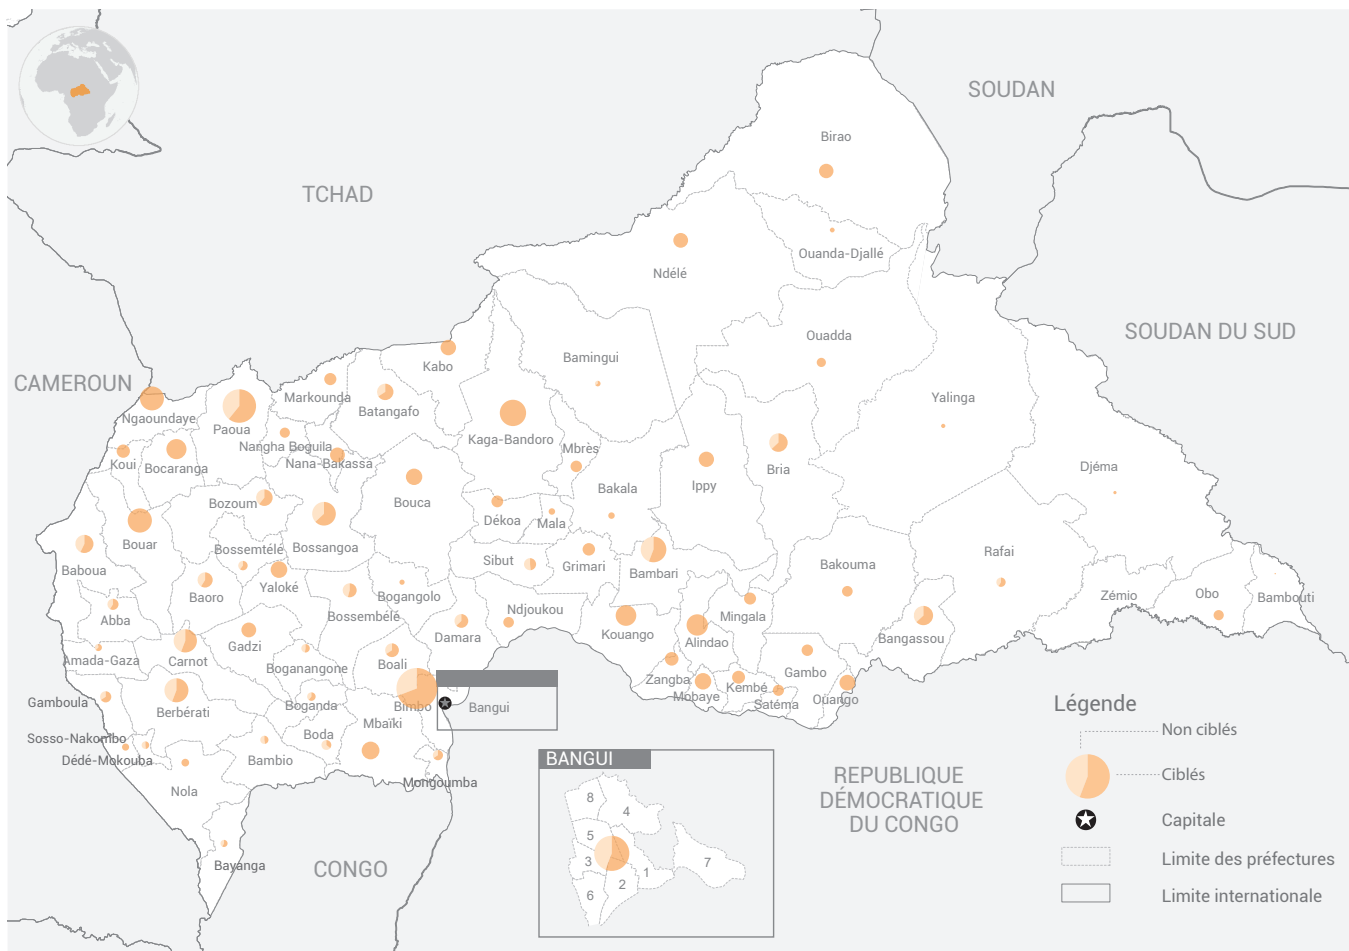 SOUDAN
Birao
TCHAD
Ouanda-Djallé
Ndélé
SOUDAN DU SUD
Ouadda
Kabo
Bamingui
CAMEROUN
Markounda
Yalinga
Batangafo
Ngaoundaye
Paoua
Kaga-Bandoro
Nangha Boguila
Mbrès
Nana-Bakassa
Koui
Bocaranga
Bria
Djéma
Ippy
Bakala
Bozoum
Bouca
Dékoa
Mala
Bouar
Bossemtélé
Bossangoa
Rafai
Sibut
Grimari
Bambari
Bakouma
Baboua
Yaloké
Baoro
Bogangolo
Obo
Zémio
Bambouti
Ndjoukou
Abba
Bossembélé
Mingala
Damara
Kouango
Bangassou
Alindao
Gadzi
Amada-Gaza
Carnot
Boganangone
Boali
Gambo
Zangba
Kembé
Mobaye
Ouango
Satéma
Gamboula
Boganda
Bimbo
Bangui
Berbérati
Mbaïki
Légende
Non ciblés
Sosso-Nakombo
Boda
Dédé-Mokouba
Bambio
BANGUI
Ciblés
Mongoumba
REPUBLIQUE
DÉMOCRATIQUE
DU CONGO
Nola
8
4
Capitale
5
3
1
7
Limite des préfectures
Bayanga
CONGO
2
6
Limite internationale